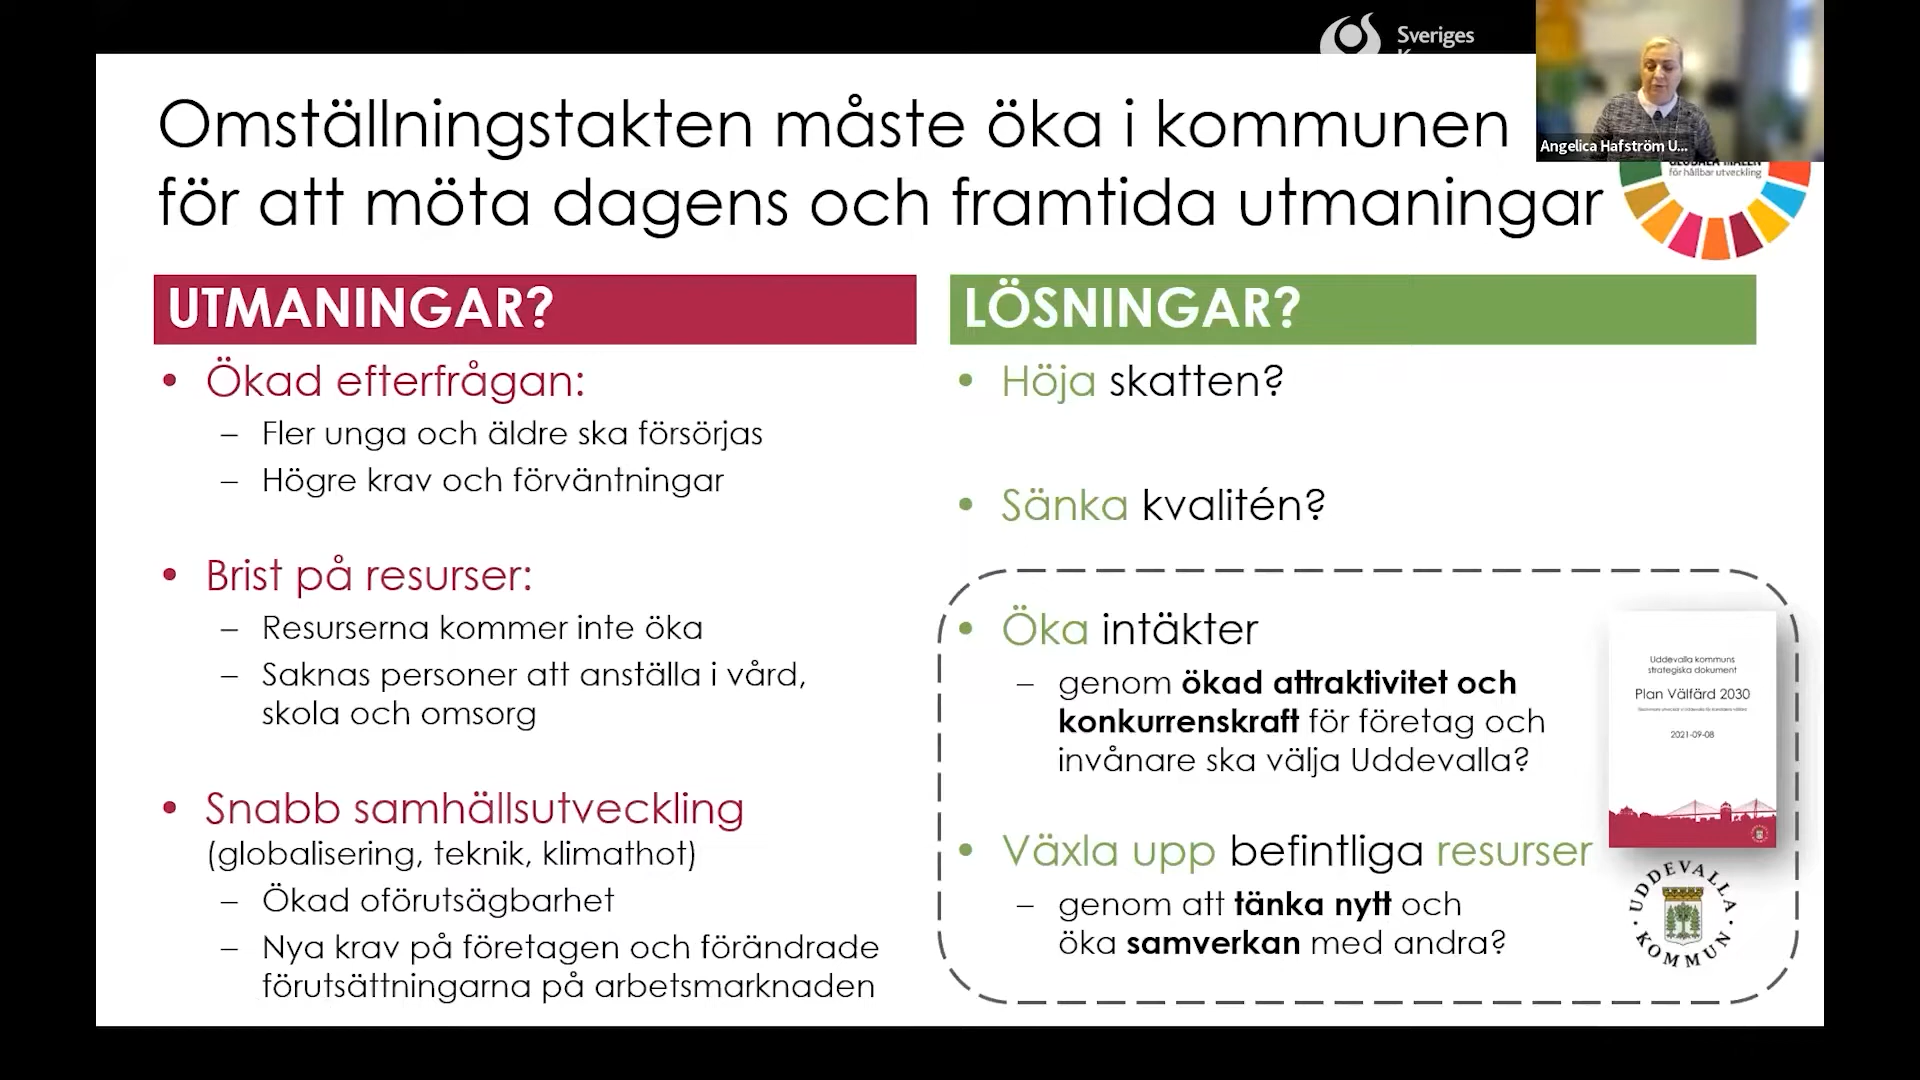 Sveriges
Angelica Hafström U...
Omställningstakten måste öka i kommunen
för att möta dagens och framtida utmaningar
för hållbar utveckling
UTMANINGAR?
• Ökad efterfrågan:
– Fler unga och äldre ska försörjas
– Högre krav och förväntningar
• Brist på resurser:
– Resurserna kommer inte öka
– Saknas personer att anställa i vård,
skola och omsorg
• Snabb samhällsutveckling
(globalisering, teknik, klimathot)
– Ökad oförutsägbarhet
– Nya krav på företagen och förändrade
förutsättningarna på arbetsmarknaden
LÖSNINGAR?
• Höja skatten?
• Sänka kvalitén?
• Öka intäkter
– genom ökad attraktivitet och
konkurrenskraft för företag och
invånare ska välja Uddevalla?
• Växla upp befintliga resurser
– genom att tänka nytt och
öka samverkan med andra?
Uddevalla kommuns
strategiska dokument
Plan Välfärd 2030
2021-09-08
UDDEVALLA
KOMMUN